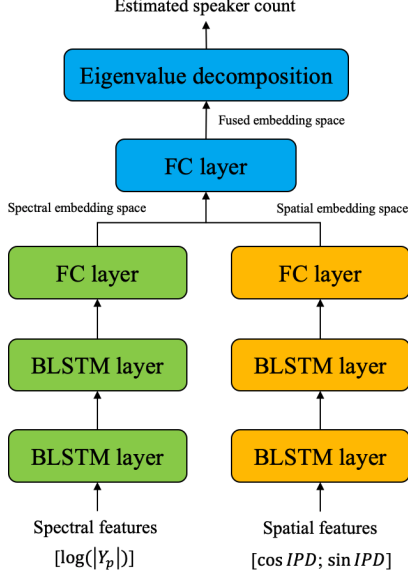 Estimated speaker count
Eigenvalue decomposition
Fused embedding space
FC layer
Spectral embedding space
Spatial embedding space
FC layer
FC layer
BLSTM layer
BLSTM layer
BLSTM layer
BLSTM layer
Spectral features
Spatial features
[log(|Y_p|)]
[cos IPD; sin IPD]